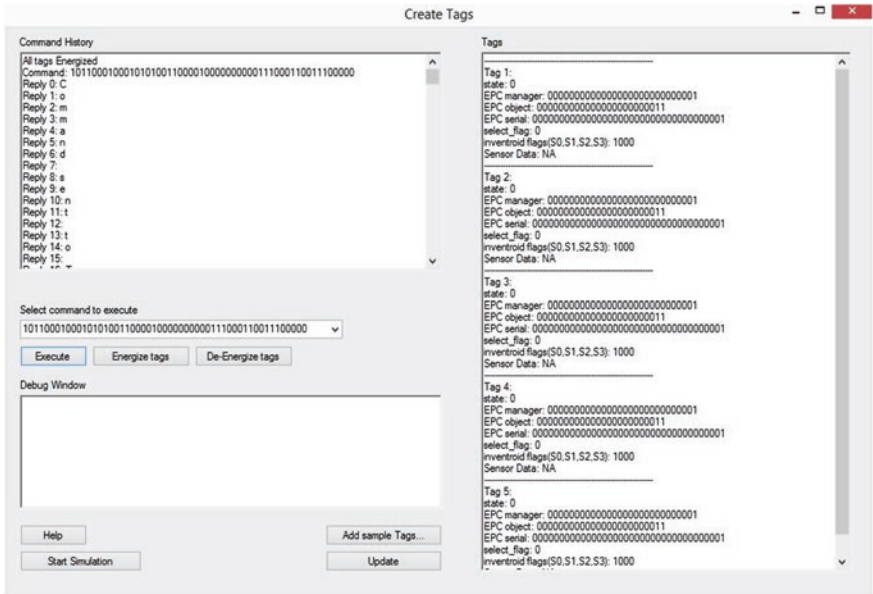 Create Tags
Command History
All tags Energized
Command: 10110001000101010011000010000000000111000110011100000
Reply 0: C
Reply 1: o
Reply 2: m
Reply 3: m
Reply 4: a
Reply 5: n
Reply 6: d
Reply 7:
Reply 8: s
Reply 9: e
Reply 10: n
Reply 11: t
Reply 12:
Reply 13: t
Reply 14: o
Reply 15:
Select command to execute
10110001000101010011000010000000000111000110011100000
Execute
Energize tags
De-Energize tags
Debug Window
Help
Add sample Tags...
Start Simulation
Update
Tags
Tag 1:
state: 0
EPC manager: 0000000000000000000000000001
EPC object: 000000000000000000000011
EPC serial: 000000000000000000000000000000000001
select_flag: 0
inventroid flags(S0,S1,S2,S3): 1000
Sensor Data: NA
Tag 2:
state: 0
EPC manager: 0000000000000000000000000001
EPC object: 000000000000000000000011
EPC serial: 000000000000000000000000000000000001
select_flag: 0
inventroid flags(S0,S1,S2,S3): 1000
Sensor Data: NA
Tag 3:
state: 0
EPC manager: 0000000000000000000000000001
EPC object: 000000000000000000000011
EPC serial: 000000000000000000000000000000000001
select_flag: 0
inventroid flags(S0,S1,S2,S3): 1000
Sensor Data: NA
Tag 4:
state: 0
EPC manager: 0000000000000000000000000001
EPC object: 000000000000000000000011
EPC serial: 000000000000000000000000000000000001
select_flag: 0
inventroid flags(S0,S1,S2,S3): 1000
Sensor Data: NA
Tag 5:
state: 0
EPC manager: 0000000000000000000000000001
EPC object: 000000000000000000000011
EPC serial: 000000000000000000000000000000000001
select_flag: 0
inventroid flags(S0,S1,S2,S3): 1000